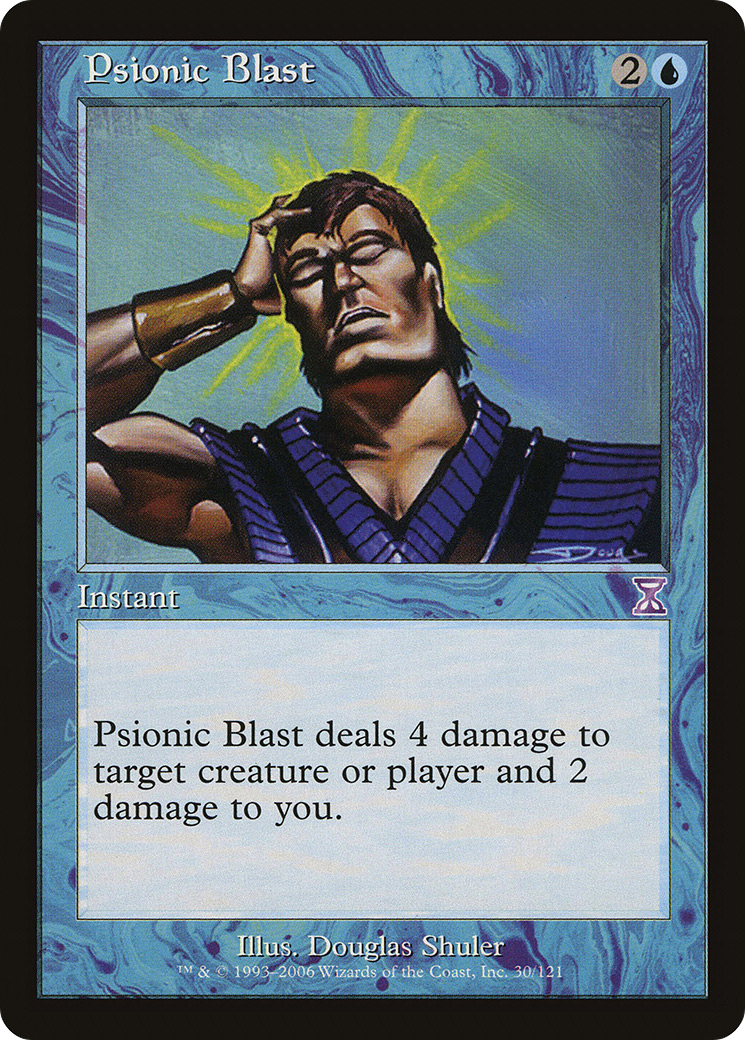 Psionic Blast 2
Doug
Instant
Psionic Blast deals 4 damage to
target creature or player and 2
damage to you.
Illus. Douglas Shuler
™ & © 1993–2006 Wizards of the Coast, Inc. 30/121